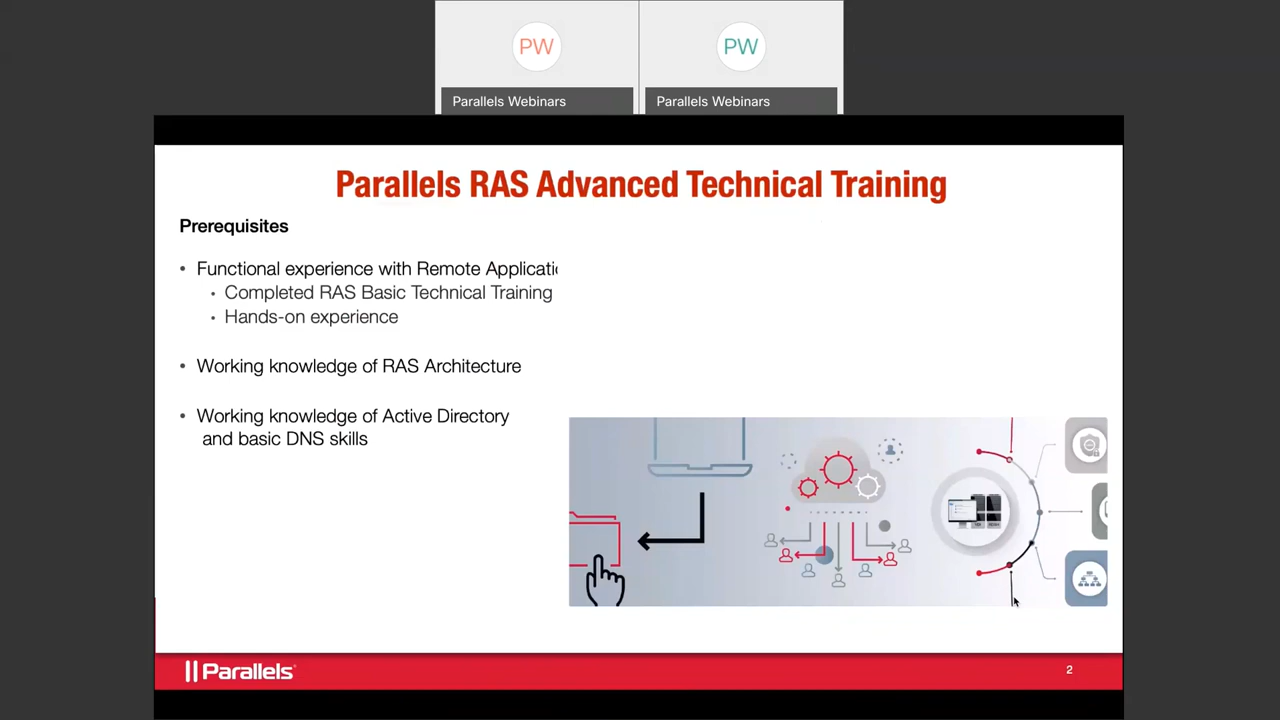 PW
PW
Parallels Webinars
Parallels Webinars
Parallels RAS Advanced Technical Training
Prerequisites
• Functional experience with Remote Applicati
• Completed RAS Basic Technical Training
• Hands-on experience
• Working knowledge of RAS Architecture
• Working knowledge of Active Directory
and basic DNS skills
Parallels
2